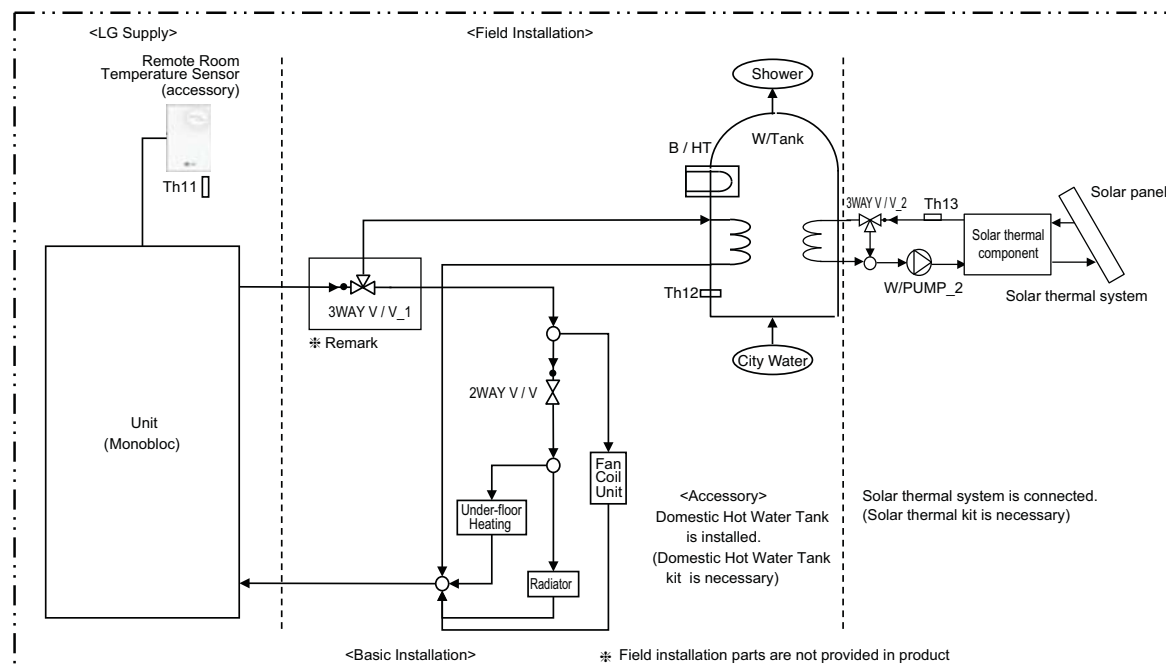 <LG Supply>
<Field Installation>
Remote Room
Temperature Sensor
(accessory)
Th11
Unit
(Monobloc)
3WAY V / V_1
❈ Remark
2WAY V / V
Under-floor
Heating
Radiator
Fan
Coil
Unit
Shower
W/Tank
B / HT
Th12
City Water
3WAY V / V_2
Th13
W/PUMP_2
Solar thermal
component
Solar panel
Solar thermal system
<Accessory>
Domestic Hot Water Tank
is installed.
(Domestic Hot Water Tank
kit is necessary)
Solar thermal system is connected.
(Solar thermal kit is necessary)
<Basic Installation>
❈ Field installation parts are not provided in product